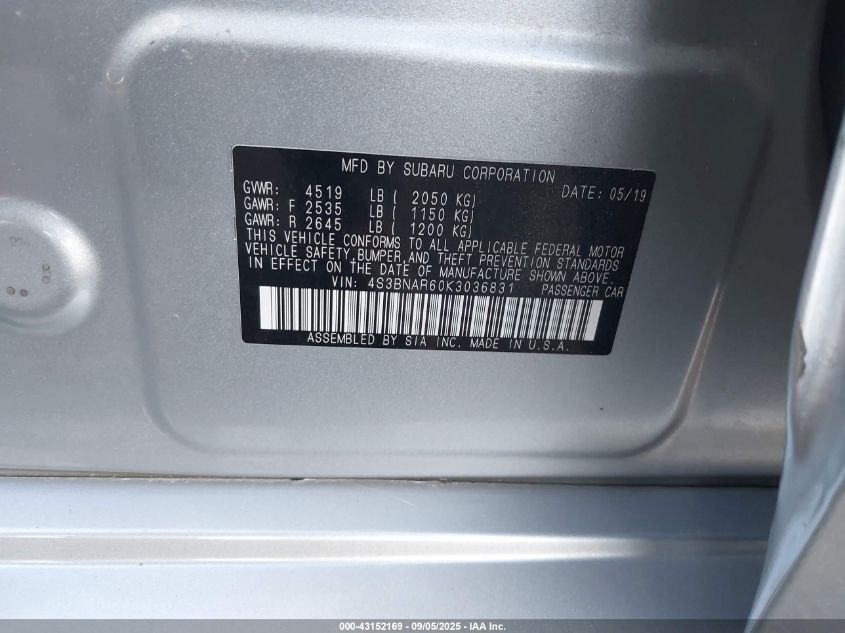 MFD BY SUBARU CORPORATION
GVWR: 4519 LB ( 2050 KG) DATE: 05/19
GAWR: F 2535 LB ( 1150 KG)
GAWR: R 2645 LB ( 1200 KG)
THIS VEHICLE CONFORMS TO ALL APPLICABLE FEDERAL MOTOR
VEHICLE SAFETY, BUMPER, AND THEFT PREVENTION STANDARDS
IN EFFECT ON THE DATE OF MANUFACTURE SHOWN ABOVE.
VIN: 4S3BNAR60K3036831 PASSENGER CAR
ASSEMBLED BY SIA INC. MADE IN U.S.A.
000-43152169 - 09/05/2025 - IAA Inc.